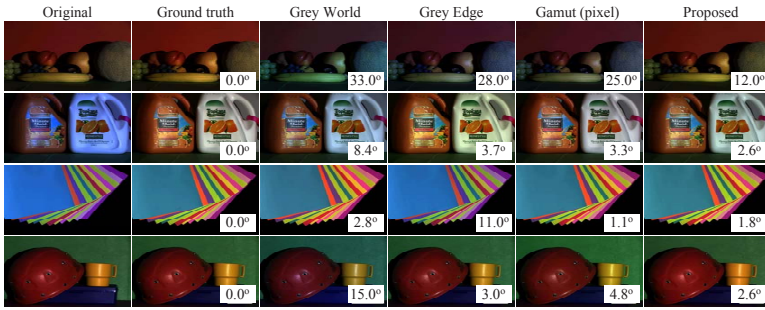 Original Ground truth Grey World Grey Edge Gamut (pixel) Proposed
0.0º 33.0º 28.0º 25.0º 12.0º
0.0º 8.4º 3.7º 3.3º 2.6º
0.0º 2.8º 11.0º 1.1º 1.8º
0.0º 15.0º 3.0º 4.8º 2.6º